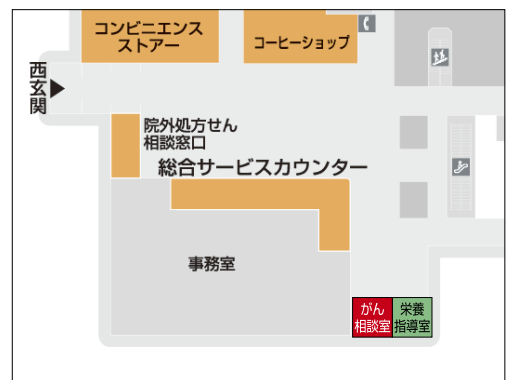 コンビニエンス
ストアー
コーヒーショップ
西玄関
院外処方せん
相談窓口
総合サービスカウンター
事務室
がん
相談室
栄養
指導室